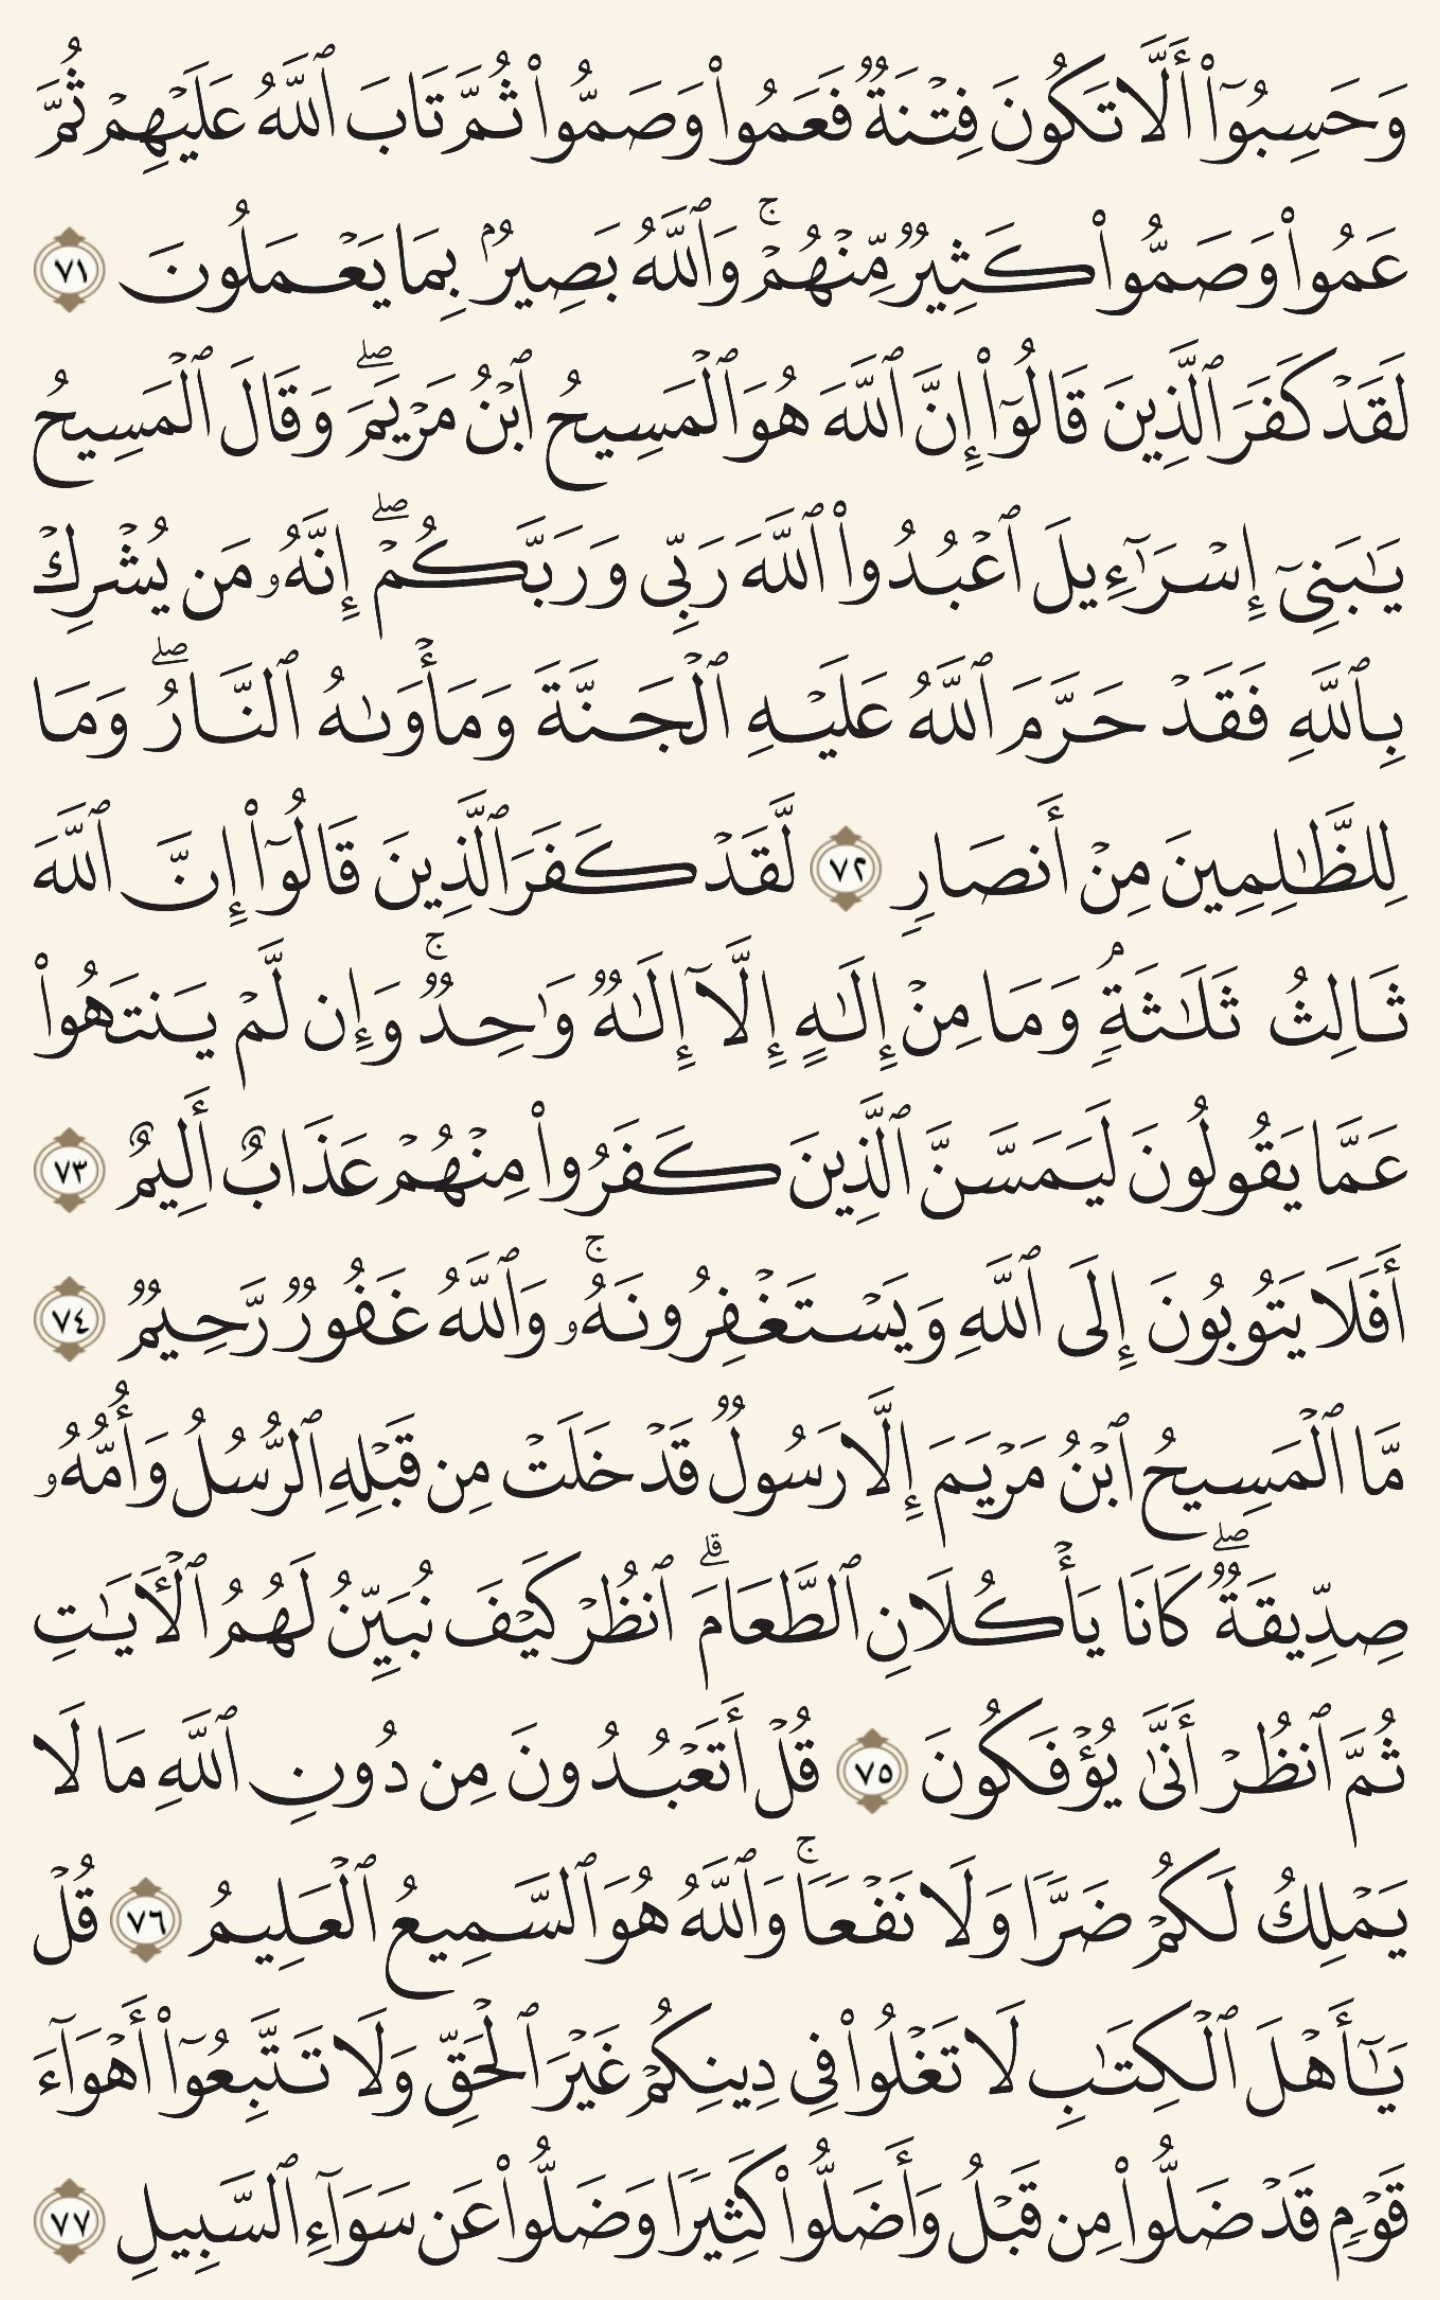 وَحَسِبُوٓا۟ أَلَّا تَكُونَ فِتْنَةٌ فَعَمُوا۟ وَصَمُّوا۟ ثُمَّ تَابَ ٱللَّهُ عَلَيْهِمْ ثُمَّ
عَمُوا۟ وَصَمُّوا۟ كَثِيرٌ مِّنْهُمْ ۚ وَٱللَّهُ بَصِيرٌۢ بِمَا يَعْمَلُونَ ٧١
لَقَدْ كَفَرَ ٱلَّذِينَ قَالُوٓا۟ إِنَّ ٱللَّهَ هُوَ ٱلْمَسِيحُ ٱبْنُ مَرْيَمَ ۖ وَقَالَ ٱلْمَسِيحُ
يَـٰبَنِىٓ إِسْرَٰٓءِيلَ ٱعْبُدُوا۟ ٱللَّهَ رَبِّى وَرَبَّكُمْ ۖ إِنَّهُۥ مَن يُشْرِكْ
بِٱللَّهِ فَقَدْ حَرَّمَ ٱللَّهُ عَلَيْهِ ٱلْجَنَّةَ وَمَأْوَىٰهُ ٱلنَّارُ ۖ وَمَا
لِلظَّـٰلِمِينَ مِنْ أَنصَارٍ ٧٢ لَّقَدْ كَفَرَ ٱلَّذِينَ قَالُوٓا۟ إِنَّ ٱللَّهَ
ثَالِثُ ثَلَـٰثَةٍۘ وَمَا مِنْ إِلَـٰهٍ إِلَّآ إِلَـٰهٌ وَٰحِدٌ ۚ وَإِن لَّمْ يَنتَهُوا۟
عَمَّا يَقُولُونَ لَيَمَسَّنَّ ٱلَّذِينَ كَفَرُوا۟ مِنْهُمْ عَذَابٌ أَلِيمٌ ٧٣
أَفَلَا يَتُوبُونَ إِلَى ٱللَّهِ وَيَسْتَغْفِرُونَهُۥ ۚ وَٱللَّهُ غَفُورٌ رَّحِيمٌ ٧٤
مَّا ٱلْمَسِيحُ ٱبْنُ مَرْيَمَ إِلَّا رَسُولٌ قَدْ خَلَتْ مِن قَبْلِهِ ٱلرُّسُلُ وَأُمُّهُۥ
صِدِّيقَةٌ ۖ كَانَا يَأْكُلَانِ ٱلطَّعَامَ ۗ ٱنظُرْ كَيْفَ نُبَيِّنُ لَهُمُ ٱلْـَٔايَـٰتِ
ثُمَّ ٱنظُرْ أَنَّىٰ يُؤْفَكُونَ ٧٥ قُلْ أَتَعْبُدُونَ مِن دُونِ ٱللَّهِ مَا لَا
يَمْلِكُ لَكُمْ ضَرًّا وَلَا نَفْعًا ۚ وَٱللَّهُ هُوَ ٱلسَّمِيعُ ٱلْعَلِيمُ ٧٦ قُلْ
يَـٰٓأَهْلَ ٱلْكِتَـٰبِ لَا تَغْلُوا۟ فِى دِينِكُمْ غَيْرَ ٱلْحَقِّ وَلَا تَتَّبِعُوٓا۟ أَهْوَآءَ
قَوْمٍ قَدْ ضَلُّوا۟ مِن قَبْلُ وَأَضَلُّوا۟ كَثِيرًا وَضَلُّوا۟ عَن سَوَآءِ ٱلسَّبِيلِ ٧٧